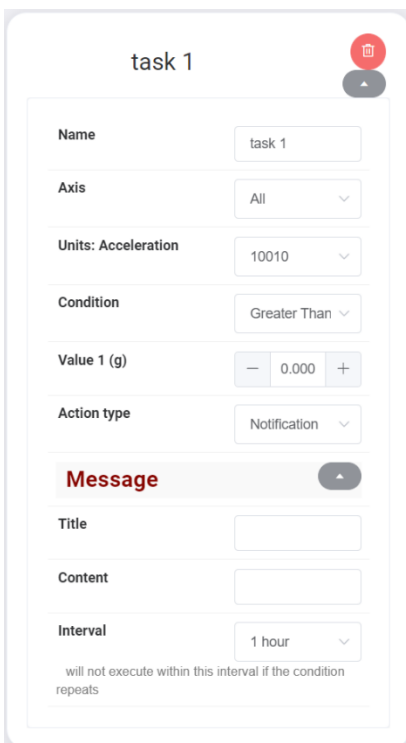 task 1
Name
task 1
Axis
All
Units: Acceleration
10010
Condition
Greater Than
Value 1 (g)
0.000
Action type
Notification
Message
Title
Content
Interval
1 hour
will not execute within this interval if the condition
repeats